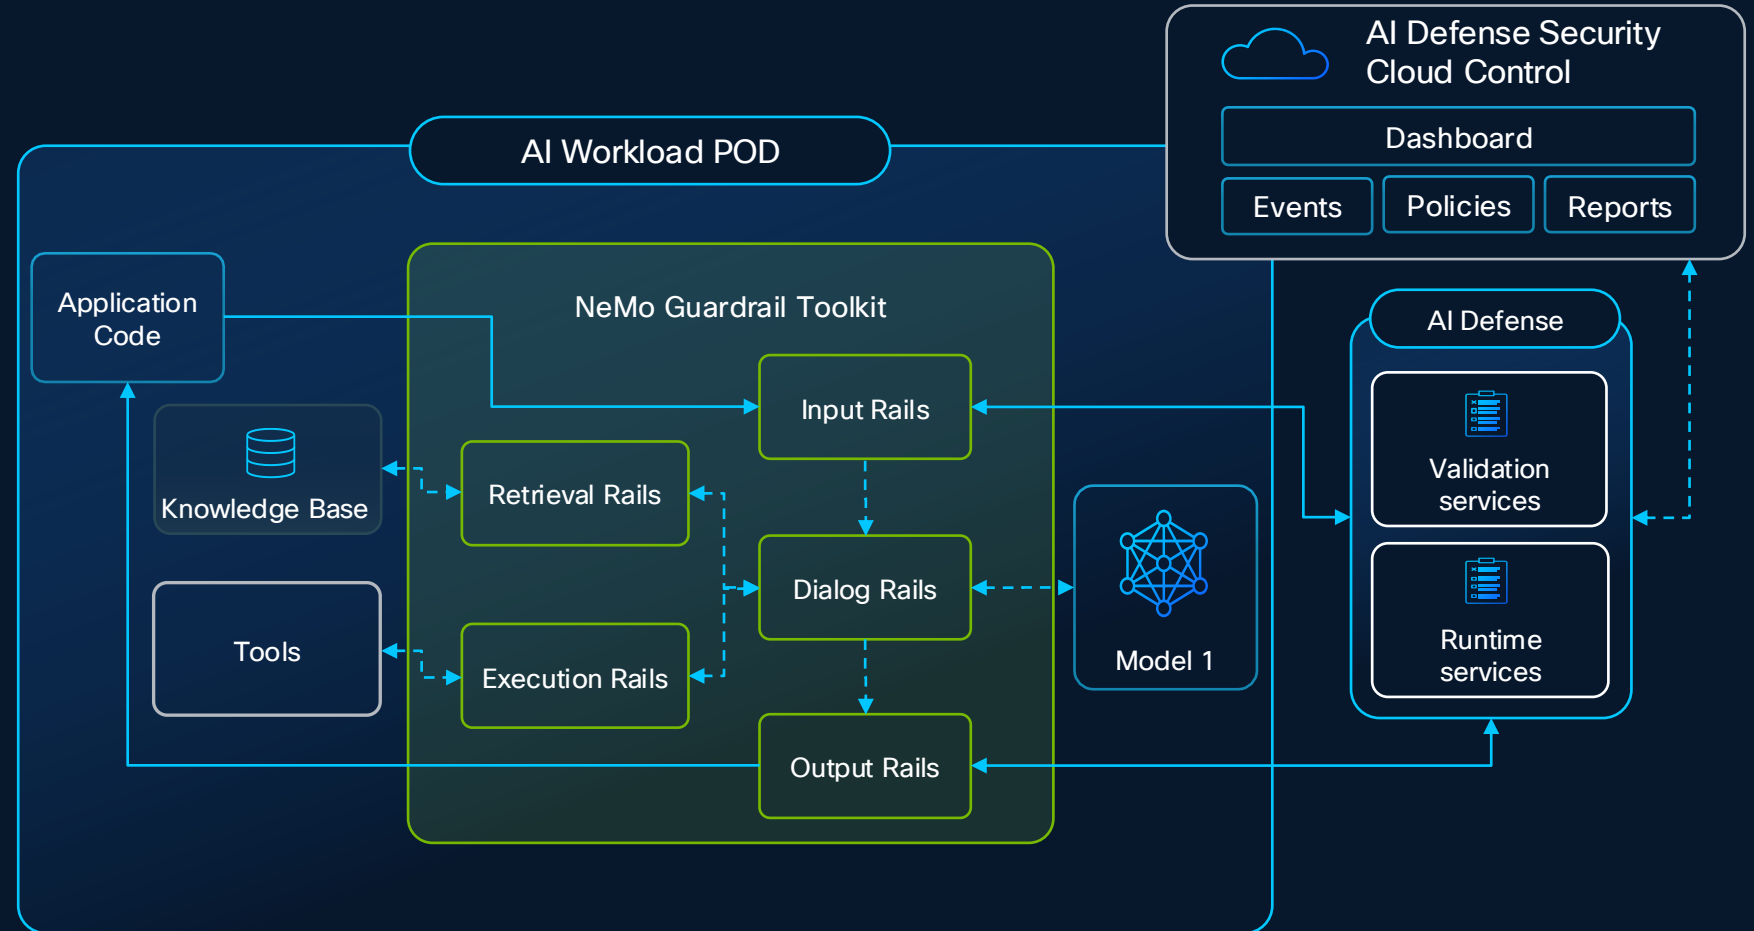 AI Defense Security
Cloud Control
Dashboard
Events
Policies
Reports
AI Workload POD
Application
Code
NeMo Guardrail Toolkit
AI Defense
Input Rails
Validation
services
Knowledge Base
Retrieval Rails
Dialog Rails
Model 1
Runtime
services
Tools
Execution Rails
Output Rails